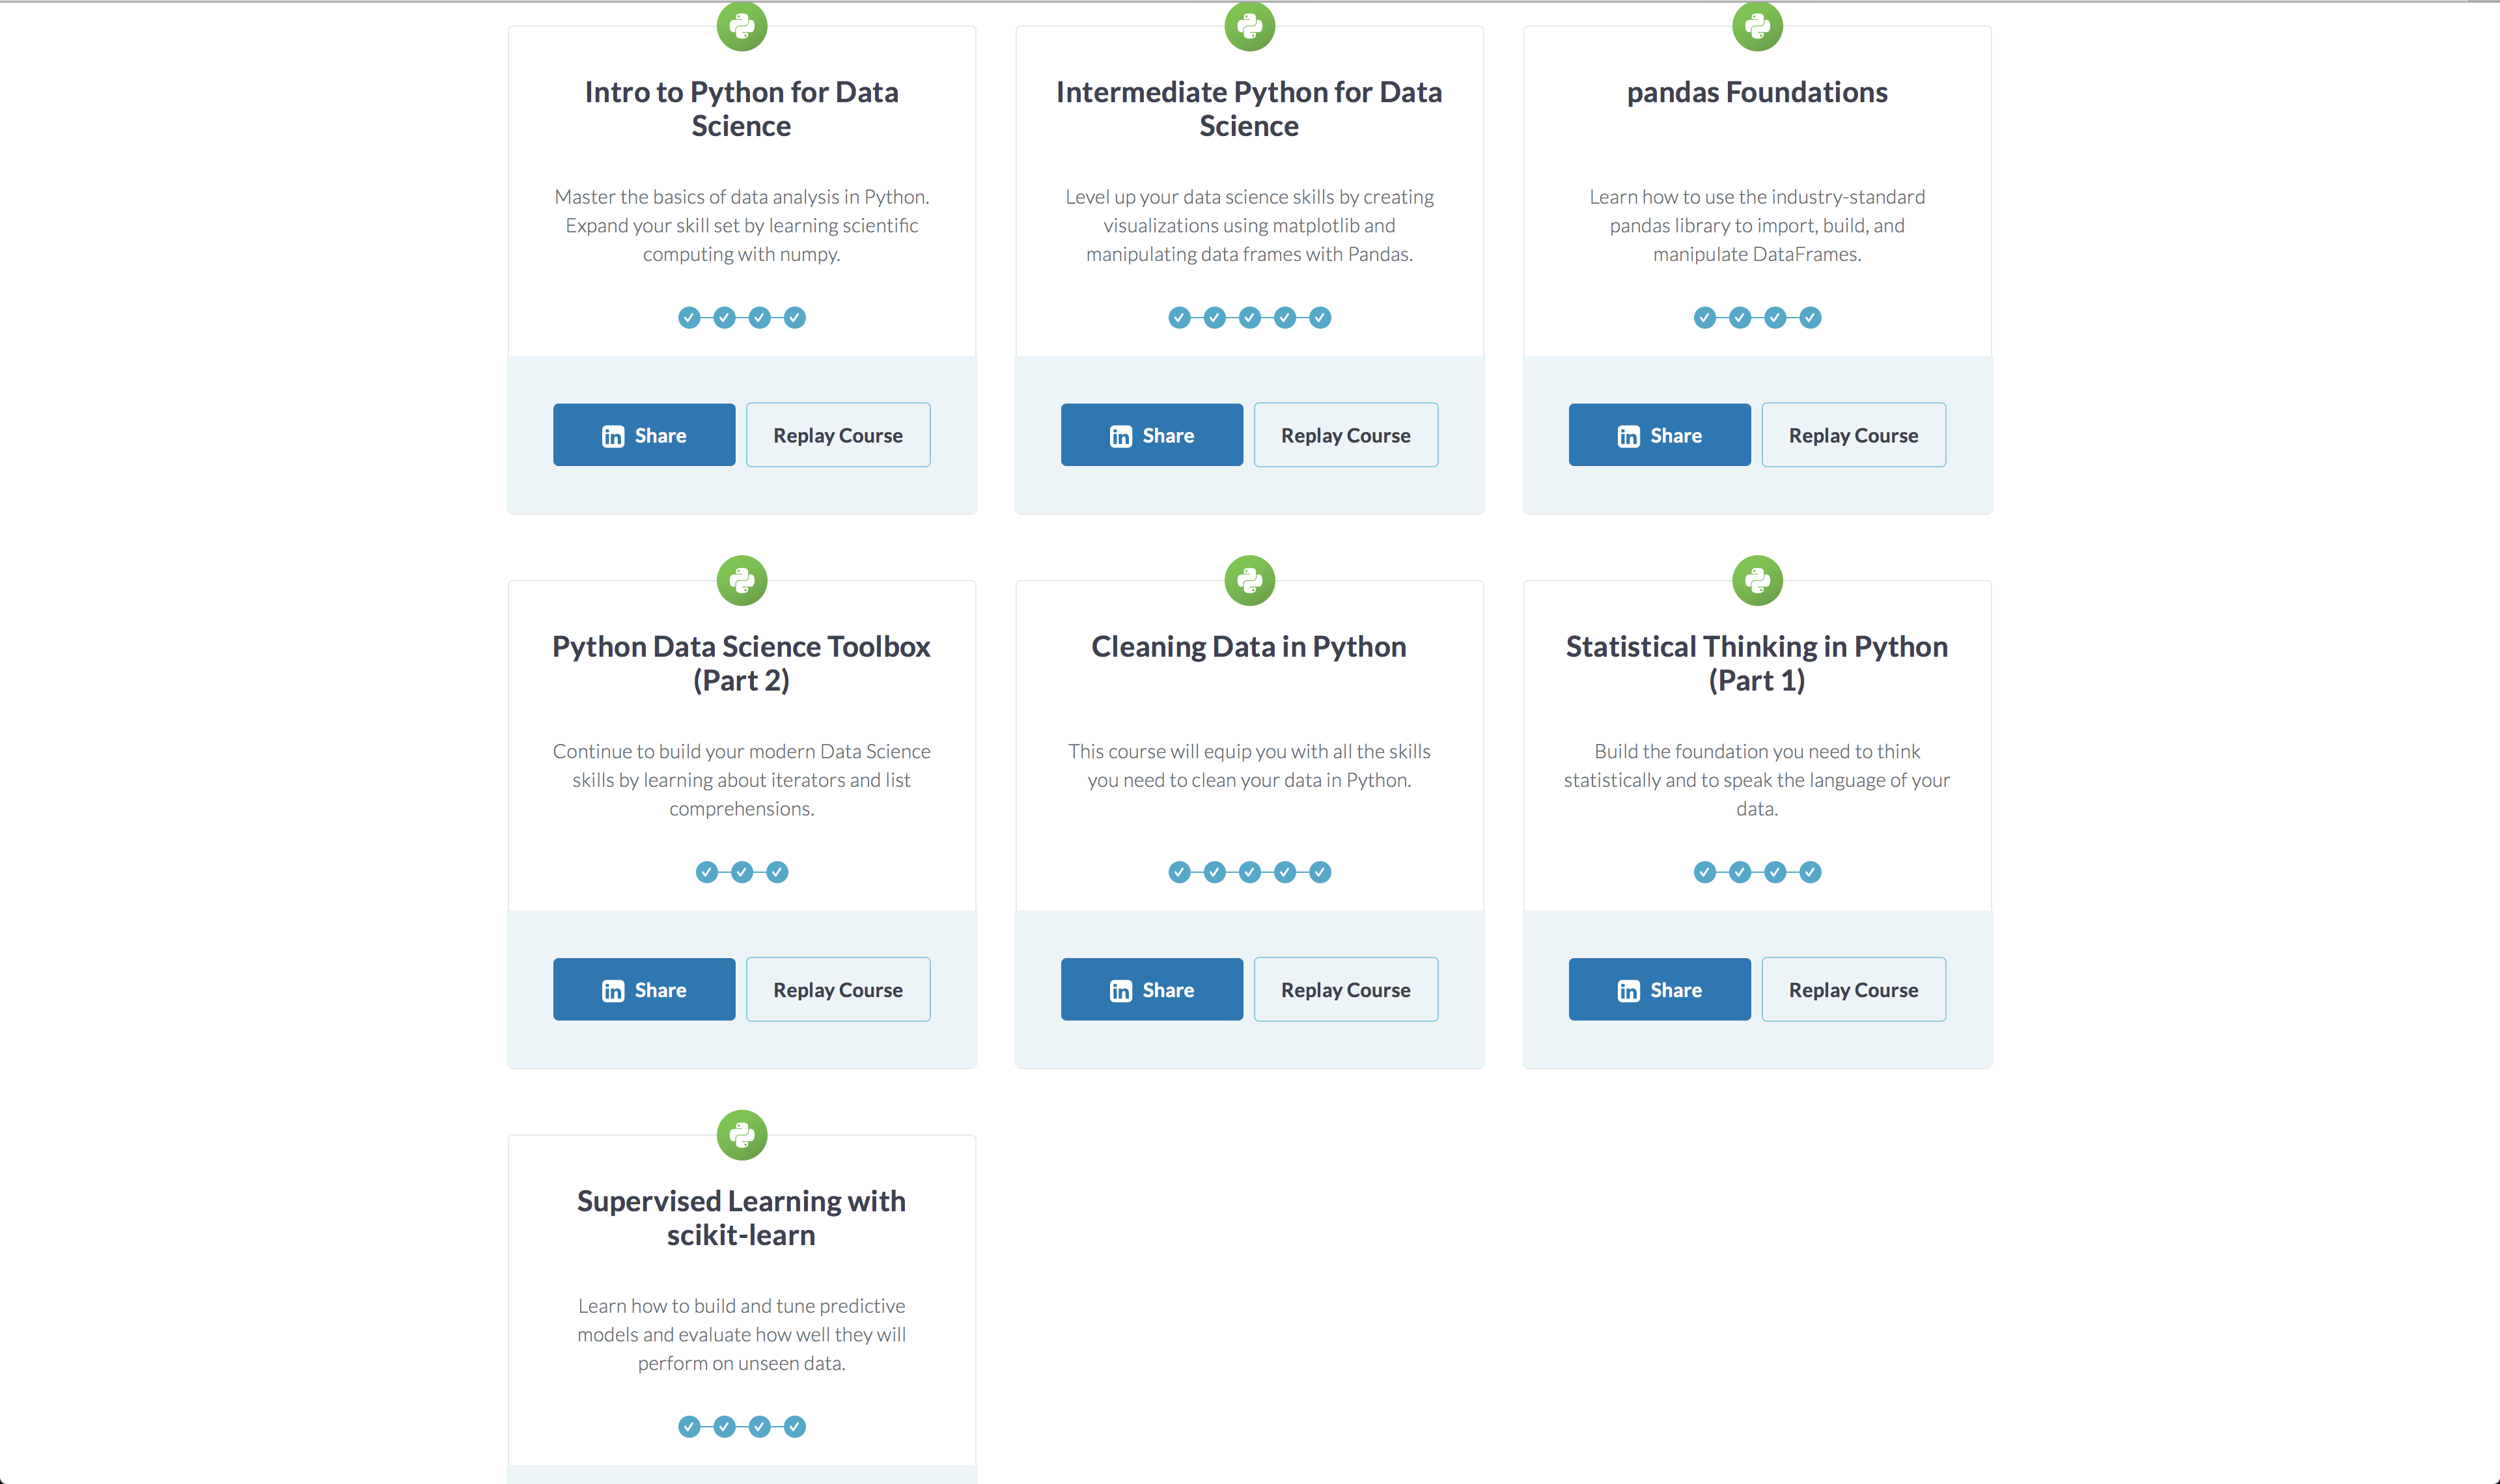 Intro to Python for Data
Science
Master the basics of data analysis in Python.
Expand your skill set by learning scientific
computing with numpy.
in Share
Replay Course
Intermediate Python for Data
Science
Level up your data science skills by creating
visualizations using matplotlib and
manipulating data frames with Pandas.
in Share
Replay Course
pandas Foundations
Learn how to use the industry-standard
pandas library to import, build, and
manipulate DataFrames.
in Share
Replay Course
Python Data Science Toolbox
(Part 2)
Continue to build your modern Data Science
skills by learning about iterators and list
comprehensions.
in Share
Replay Course
Cleaning Data in Python
This course will equip you with all the skills
you need to clean your data in Python.
in Share
Replay Course
Statistical Thinking in Python
(Part 1)
Build the foundation you need to think
statistically and to speak the language of your
data.
in Share
Replay Course
Supervised Learning with
scikit-learn
Learn how to build and tune predictive
models and evaluate how well they will
perform on unseen data.